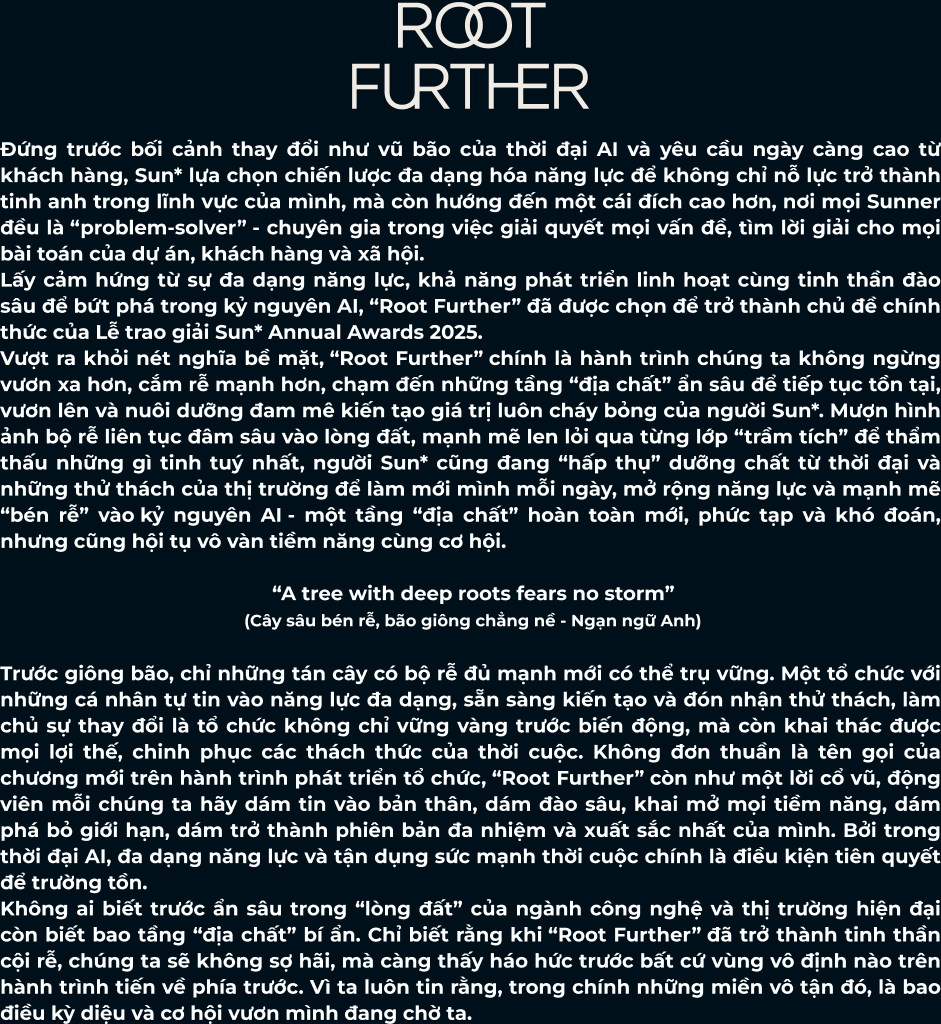 ROOT
FURTHER
Đứng trước bối cảnh thay đổi như vũ bão của thời đại AI và yêu cầu ngày càng cao từ
khách hàng, Sun* lựa chọn chiến lược đa dạng hóa năng lực để không chỉ nỗ lực trở thành
tinh anh trong lĩnh vực của mình, mà còn hướng đến một cái đích cao hơn, nơi mọi Sunner
đều là “problem-solver” - chuyên gia trong việc giải quyết mọi vấn đề, tìm lời giải cho mọi
bài toán của dự án, khách hàng và xã hội.
Lấy cảm hứng từ sự đa dạng năng lực, khả năng phát triển linh hoạt cùng tinh thần đào
sâu để bứt phá trong kỷ nguyên AI, “Root Further” đã được chọn để trở thành chủ đề chính
thức của Lễ trao giải Sun* Annual Awards 2025.
Vượt ra khỏi nét nghĩa bề mặt, “Root Further” chính là hành trình chúng ta không ngừng
vươn xa hơn, cắm rễ mạnh hơn, chạm đến những tầng “địa chất” ẩn sâu để tiếp tục tồn tại,
vươn lên và nuôi dưỡng đam mê kiến tạo giá trị luôn cháy bỏng của người Sun*. Mượn hình
ảnh bộ rễ liên tục đâm sâu vào lòng đất, mạnh mẽ len lỏi qua từng lớp “trầm tích” để thẩm
thấu những gì tinh tuý nhất, người Sun* cũng đang “hấp thụ” dưỡng chất từ thời đại và
những thử thách của thị trường để làm mới mình mỗi ngày, mở rộng năng lực và mạnh mẽ
“bén rễ” vào kỷ nguyên AI - một tầng “địa chất” hoàn toàn mới, phức tạp và khó đoán,
nhưng cũng hội tụ vô vàn tiềm năng cùng cơ hội.
“A tree with deep roots fears no storm”
(Cây sâu bén rễ, bão giông chẳng nề - Ngạn ngữ Anh)
Trước giông bão, chỉ những tán cây có bộ rễ đủ mạnh mới có thể trụ vững. Một tổ chức với
những cá nhân tự tin vào năng lực đa dạng, sẵn sàng kiến tạo và đón nhận thử thách, làm
chủ sự thay đổi là tổ chức không chỉ vững vàng trước biến động, mà còn khai thác được
mọi lợi thế, chinh phục các thách thức của thời cuộc. Không đơn thuần là tên gọi của
chương mới trên hành trình phát triển tổ chức, “Root Further” còn như một lời cổ vũ, động
viên mỗi chúng ta hãy dám tin vào bản thân, dám đào sâu, khai mở mọi tiềm năng, dám
phá bỏ giới hạn, dám trở thành phiên bản đa nhiệm và xuất sắc nhất của mình. Bởi trong
thời đại AI, đa dạng năng lực và tận dụng sức mạnh thời cuộc chính là điều kiện tiên quyết
để trường tồn.
Không ai biết trước ẩn sâu trong “lòng đất” của ngành công nghệ và thị trường hiện đại
còn biết bao tầng “địa chất” bí ẩn. Chỉ biết rằng khi “Root Further” đã trở thành tinh thần
cội rễ, chúng ta sẽ không sợ hãi, mà càng thấy háo hức trước bất cứ vùng vô định nào trên
hành trình tiến về phía trước. Vì ta luôn tin rằng, trong chính những miền vô tận đó, là bao
điều kỳ diệu và cơ hội vươn mình đang chờ ta.